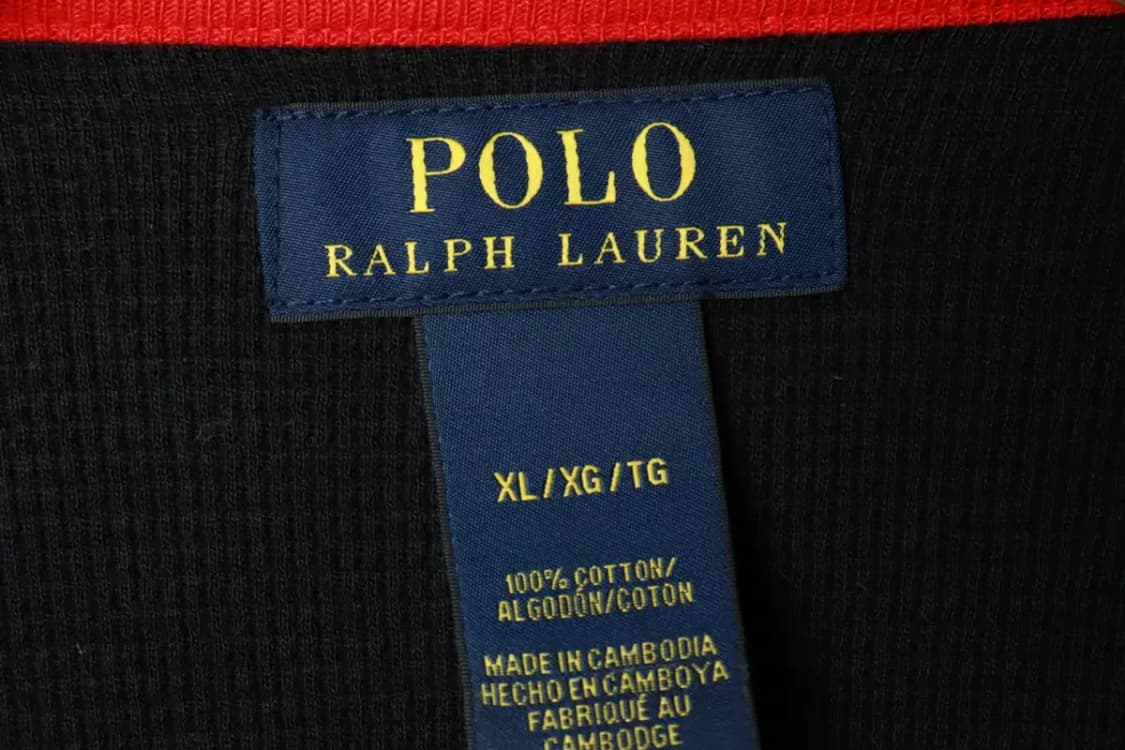 POLO
RALPH LAUREN
XL/XG/TG
100% COTTON/
ALGODÓN/COTON
MADE IN CAMBODIA
HECHO EN CAMBOYA
FABRIQUÉ AU
CAMBODGE